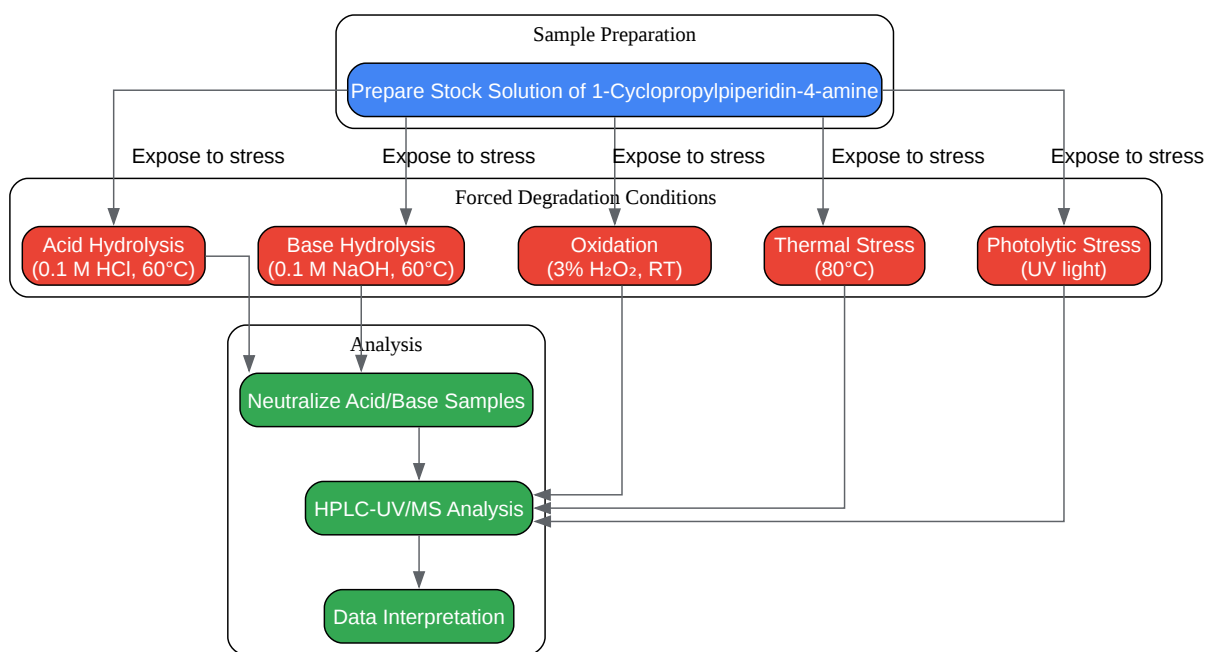 Sample Preparation
Prepare Stock Solution of 1-Cyclopropylpiperidin-4-amine
Expose to stress
Expose to stress
Expose to stress
Expose to stress
Expose to stress
Forced Degradation Conditions
Acid Hydrolysis
(0.1 M HCl, 60°C)
Base Hydrolysis
(0.1 M NaOH, 60°C)
Oxidation
(3% H₂O₂, RT)
Thermal Stress
(80°C)
Photolytic Stress
(UV light)
Analysis
Neutralize Acid/Base Samples
HPLC-UV/MS Analysis
Data Interpretation